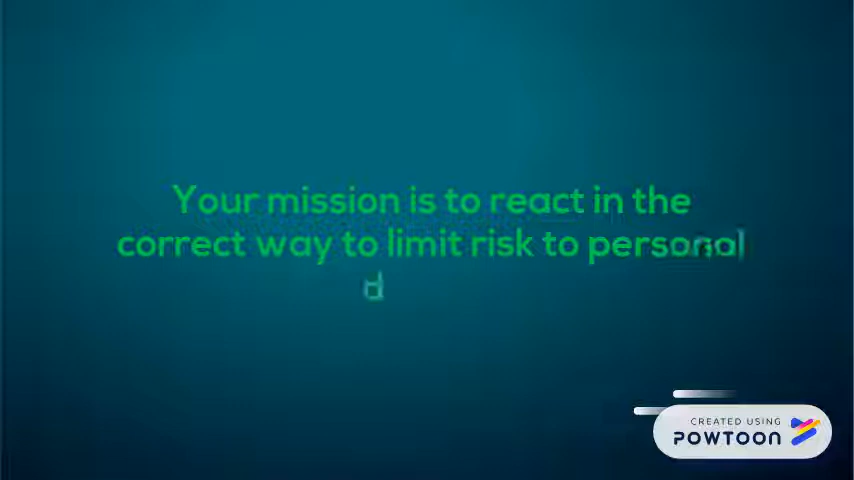 Your mission is to react in the
correct way to limit risk to personal
d
CREATED USING
POWTOON